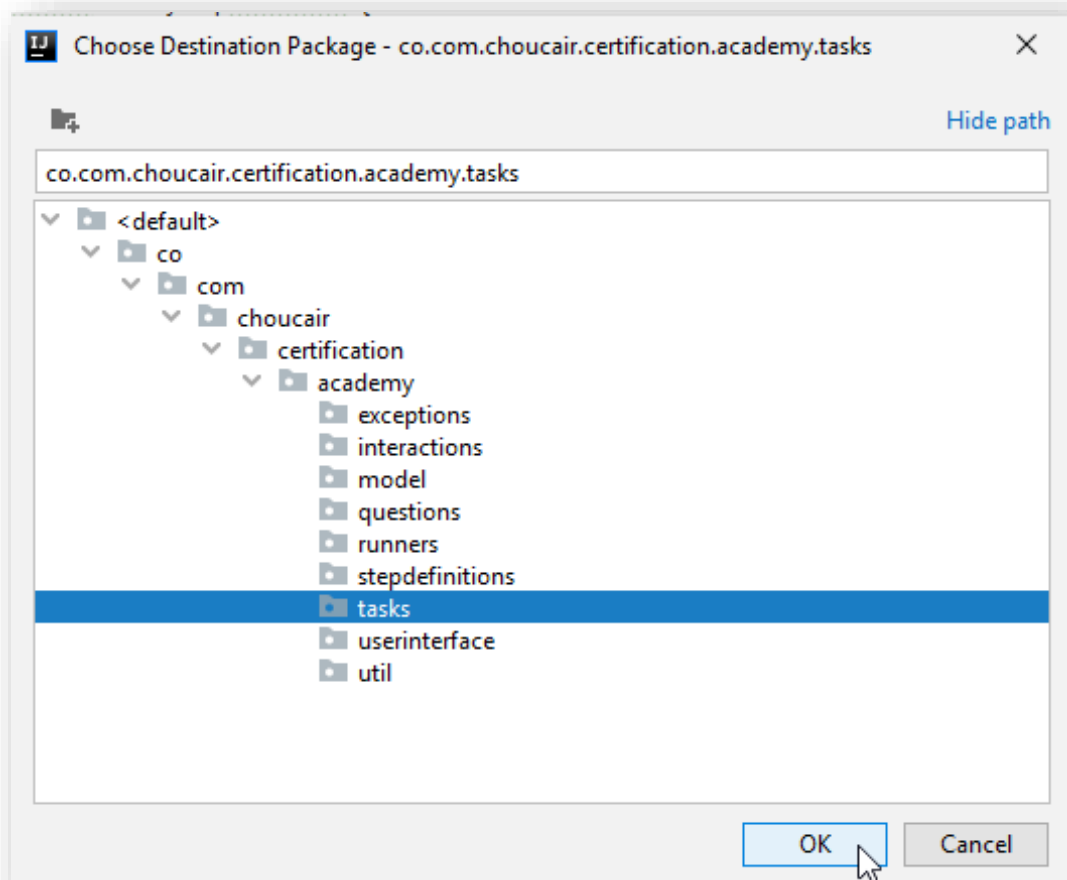 IJ Choose Destination Package - co.com.choucair.certification.academy.tasks
Hide path
co.com.choucair.certification.academy.tasks
<default>
co
com
choucair
certification
academy
exceptions
interactions
model
questions
runners
stepdefinitions
tasks
userinterface
util
OK Cancel